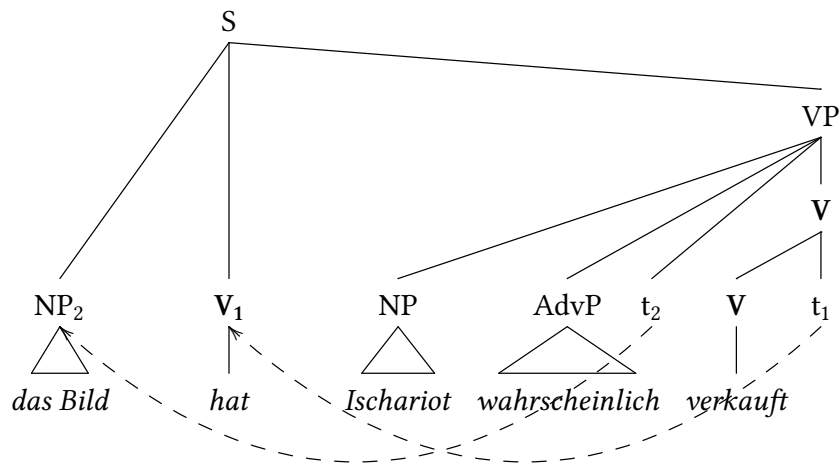 S
VP
V
NP₂ V₁ NP AdvP t₂ V t₁
das Bild hat Ischariot wahrscheinlich verkauft